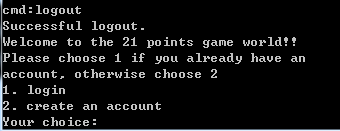 cmd:logout
Successful logout.
Welcome to the 21 points game world!!
Please choose 1 if you already have an
account, otherwise choose 2
1. login
2. create an account
Your choice: